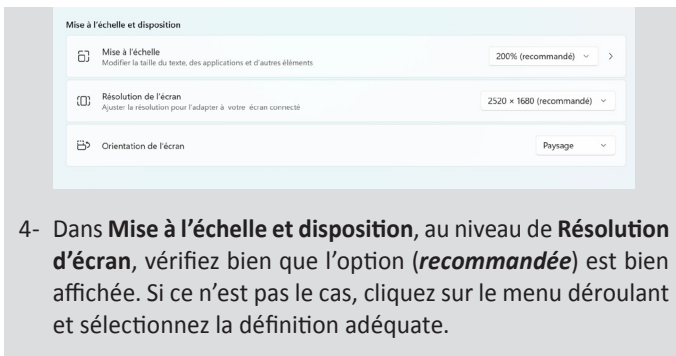 Mise à l'échelle et disposition
Mise à l'échelle
Modifier la taille du texte, des applications et d'autres éléments
200% (recommandé)
Résolution de l'écran
Ajuster la résolution pour l'adapter à votre écran connecté
2520 × 1680 (recommandé)
Orientation de l'écran
Paysage
4- Dans Mise à l'échelle et disposition, au niveau de Résolution
d'écran, vérifiez bien que l'option (recommandée) est bien
affichée. Si ce n'est pas le cas, cliquez sur le menu déroulant
et sélectionnez la définition adéquate.